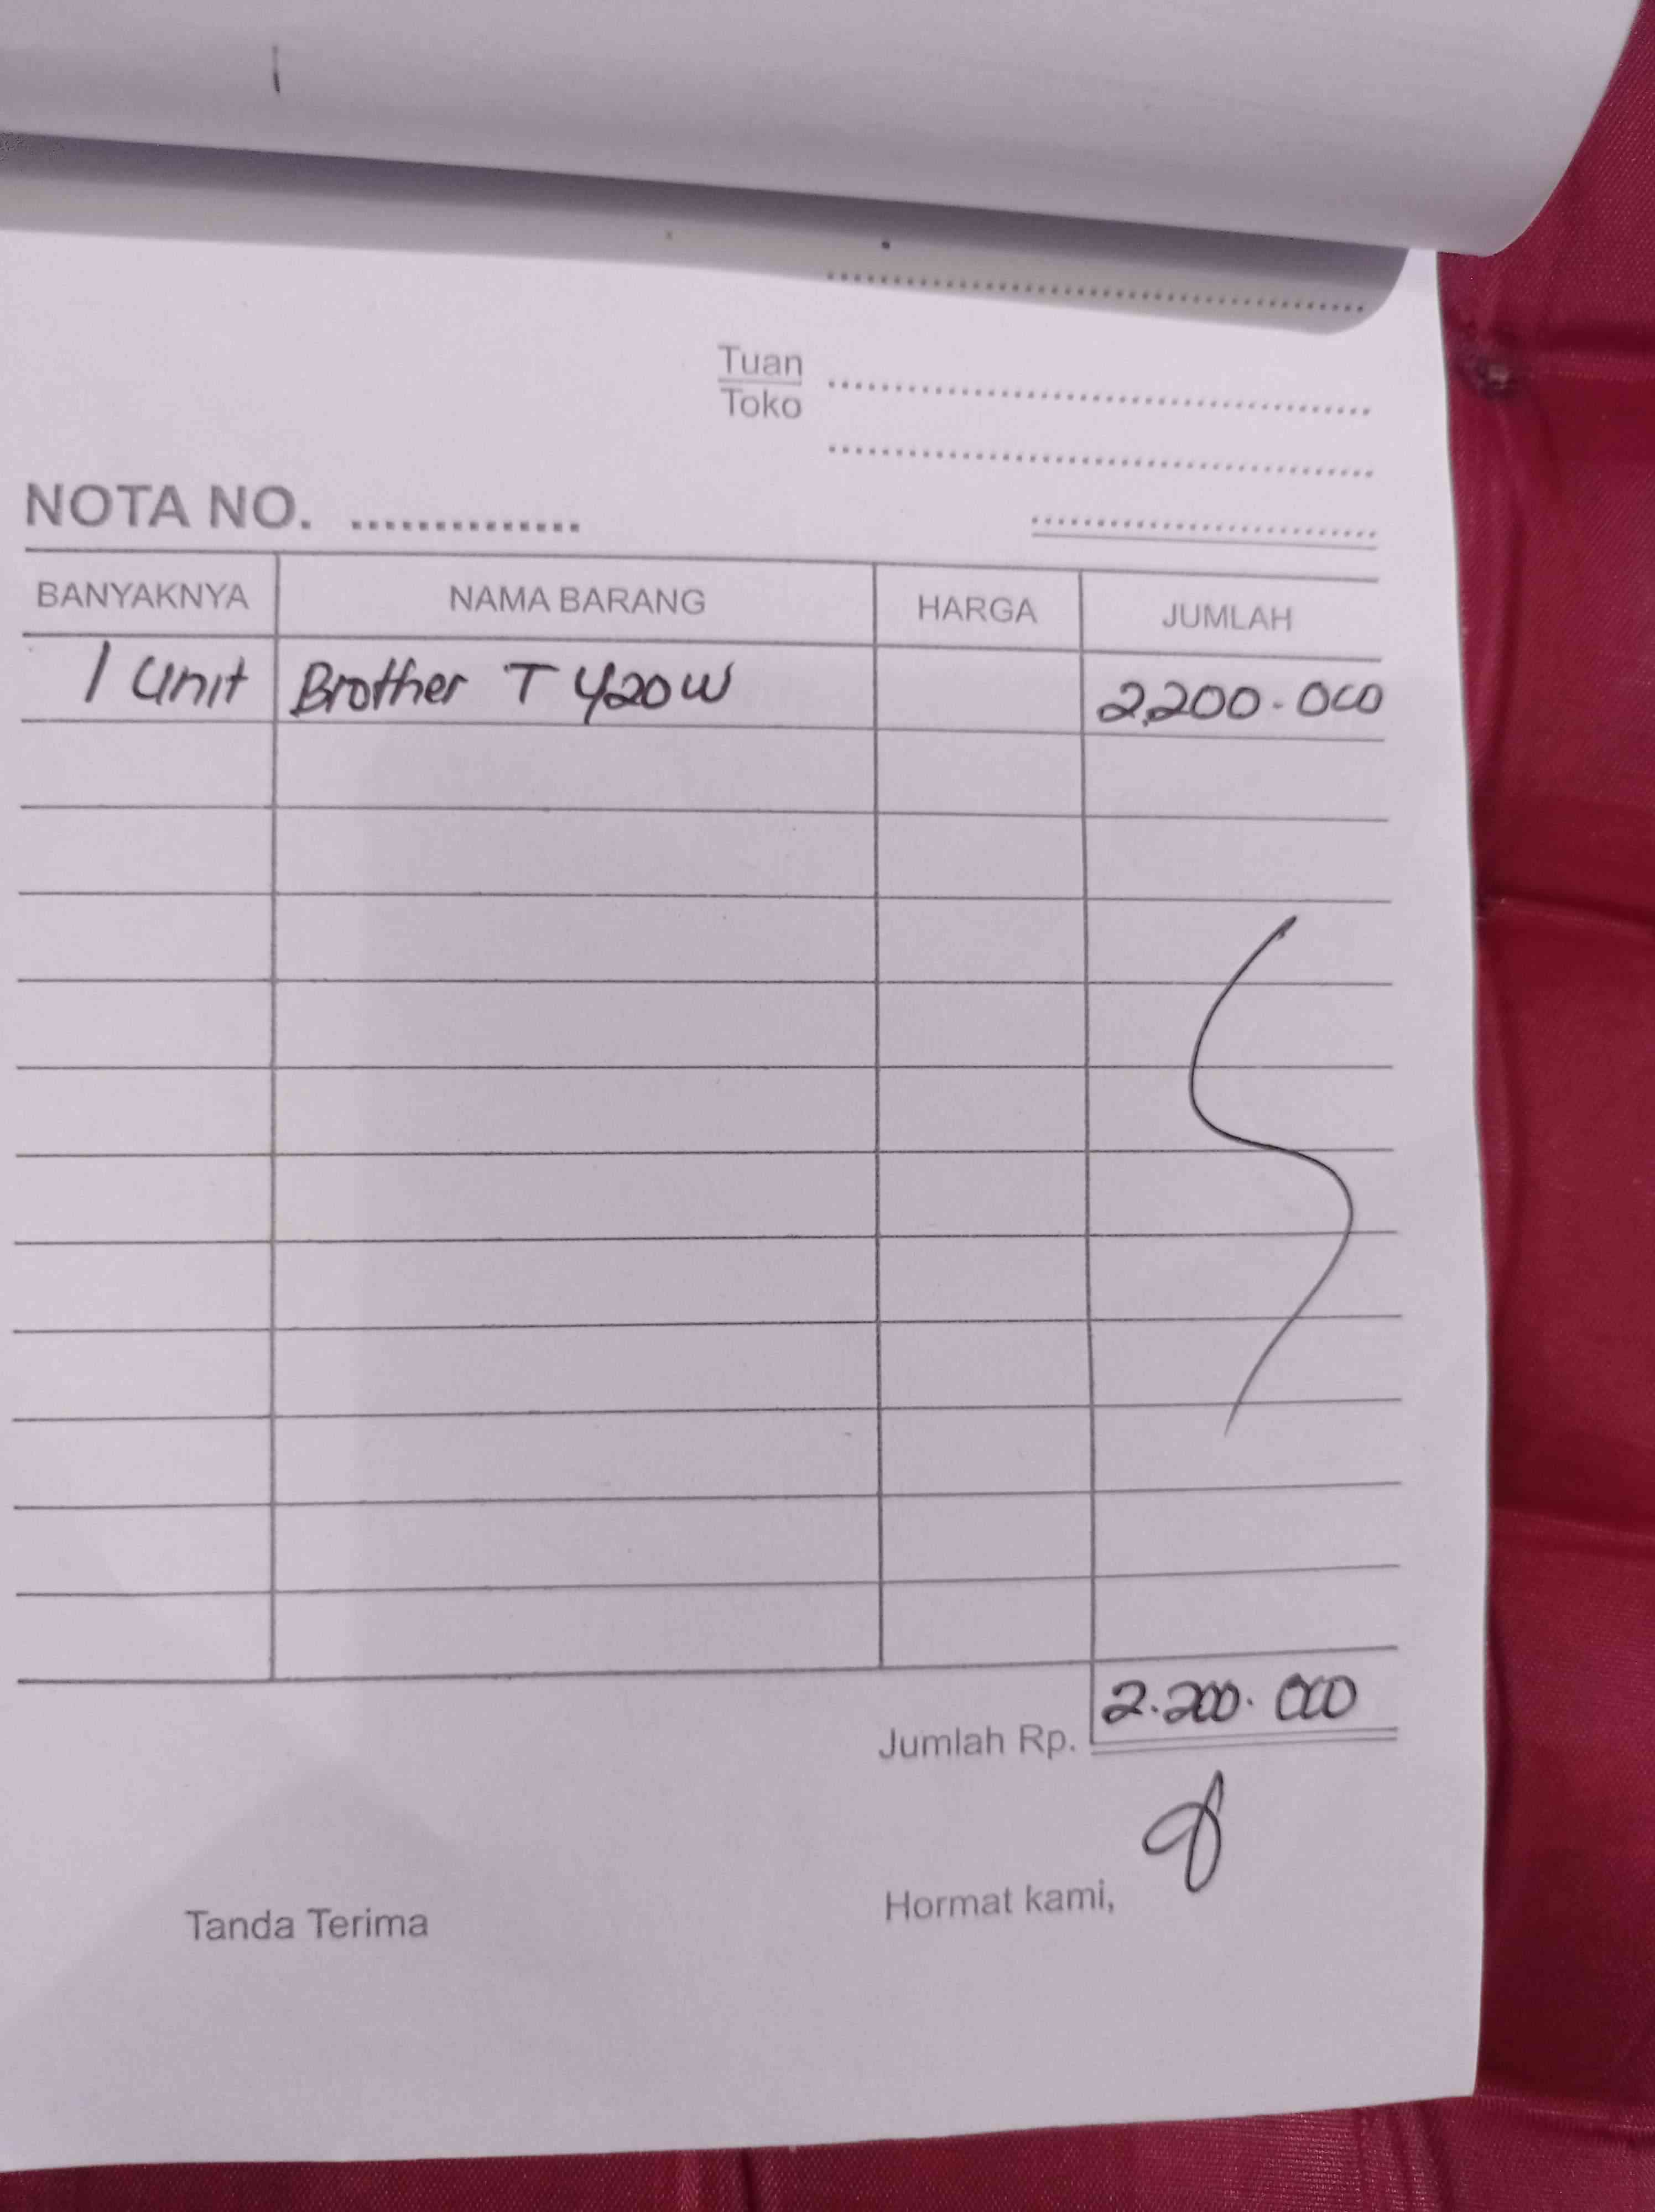 Tuan
Toko
NOTA NO. ..............
BANYAKNYA NAMA BARANG HARGA JUMLAH
1 Unit Brother T 420W 2.200.000
Jumlah Rp. 2.200.000
Tanda Terima Hormat kami,